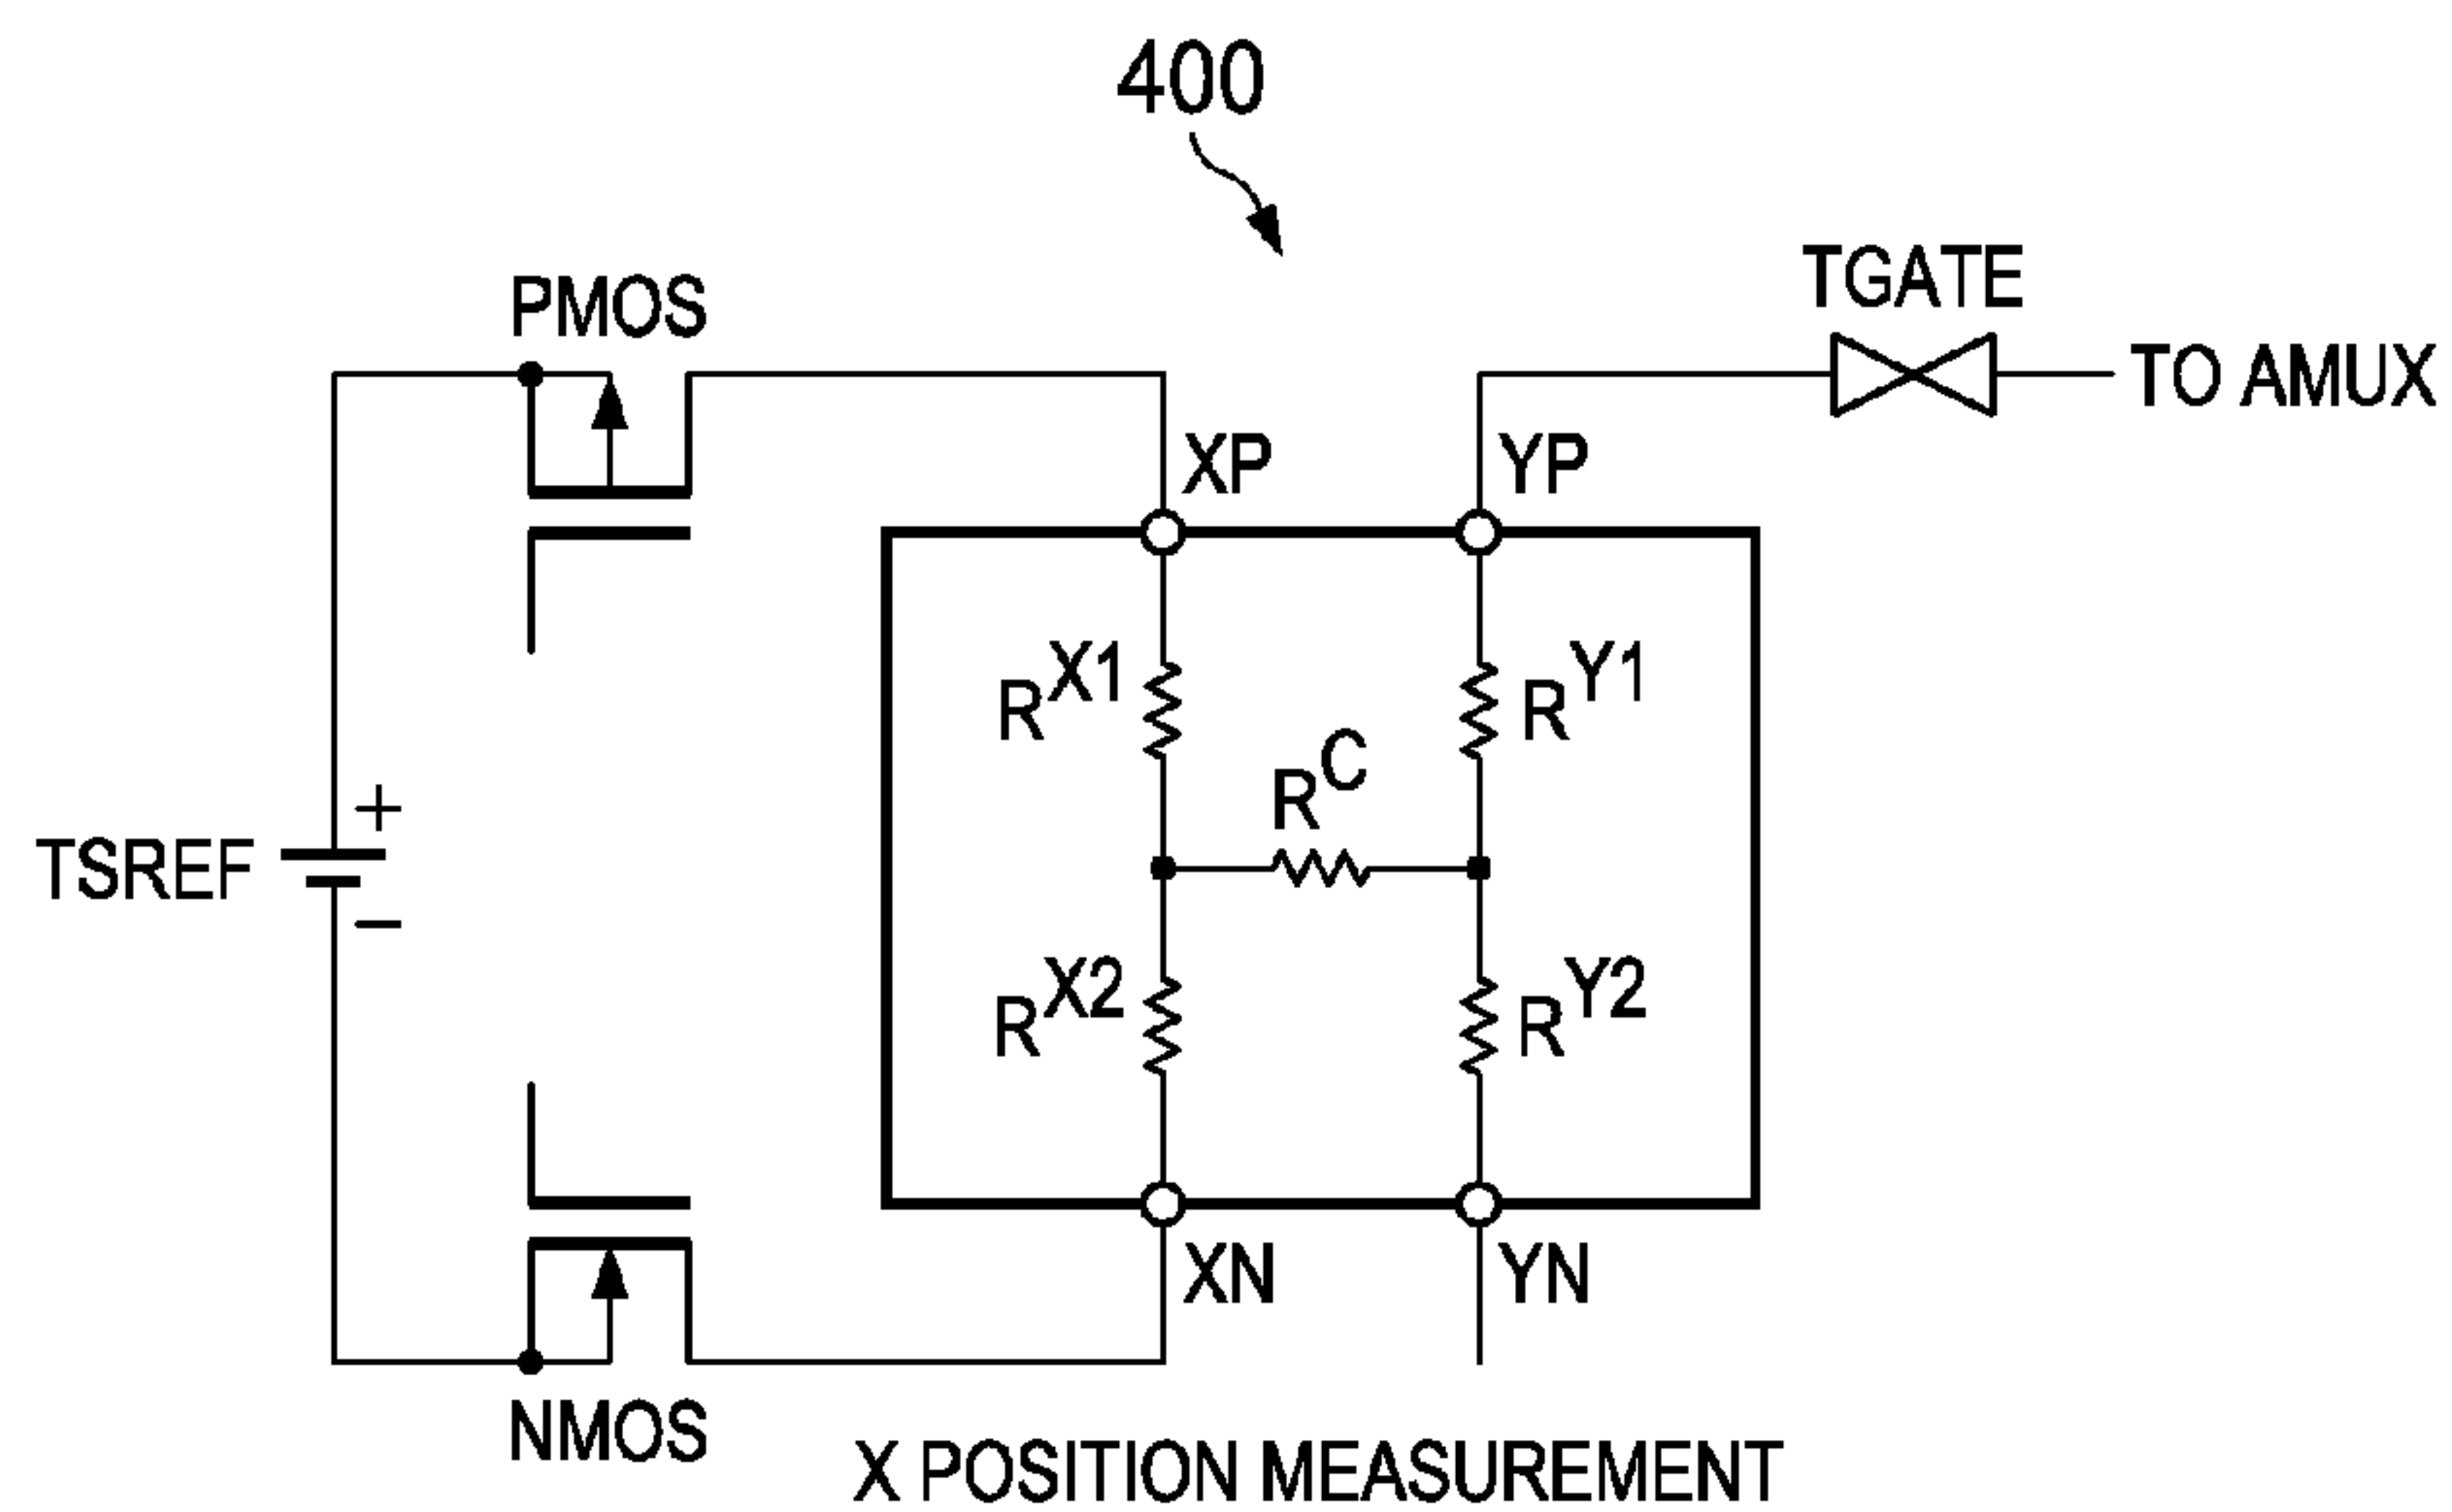 400
PMOS
TGATE
TO AMUX
XP
YP
R^X1
R^Y1
R^C
TSREF
+
−
R^X2
R^Y2
XN
YN
NMOS
X POSITION MEASUREMENT